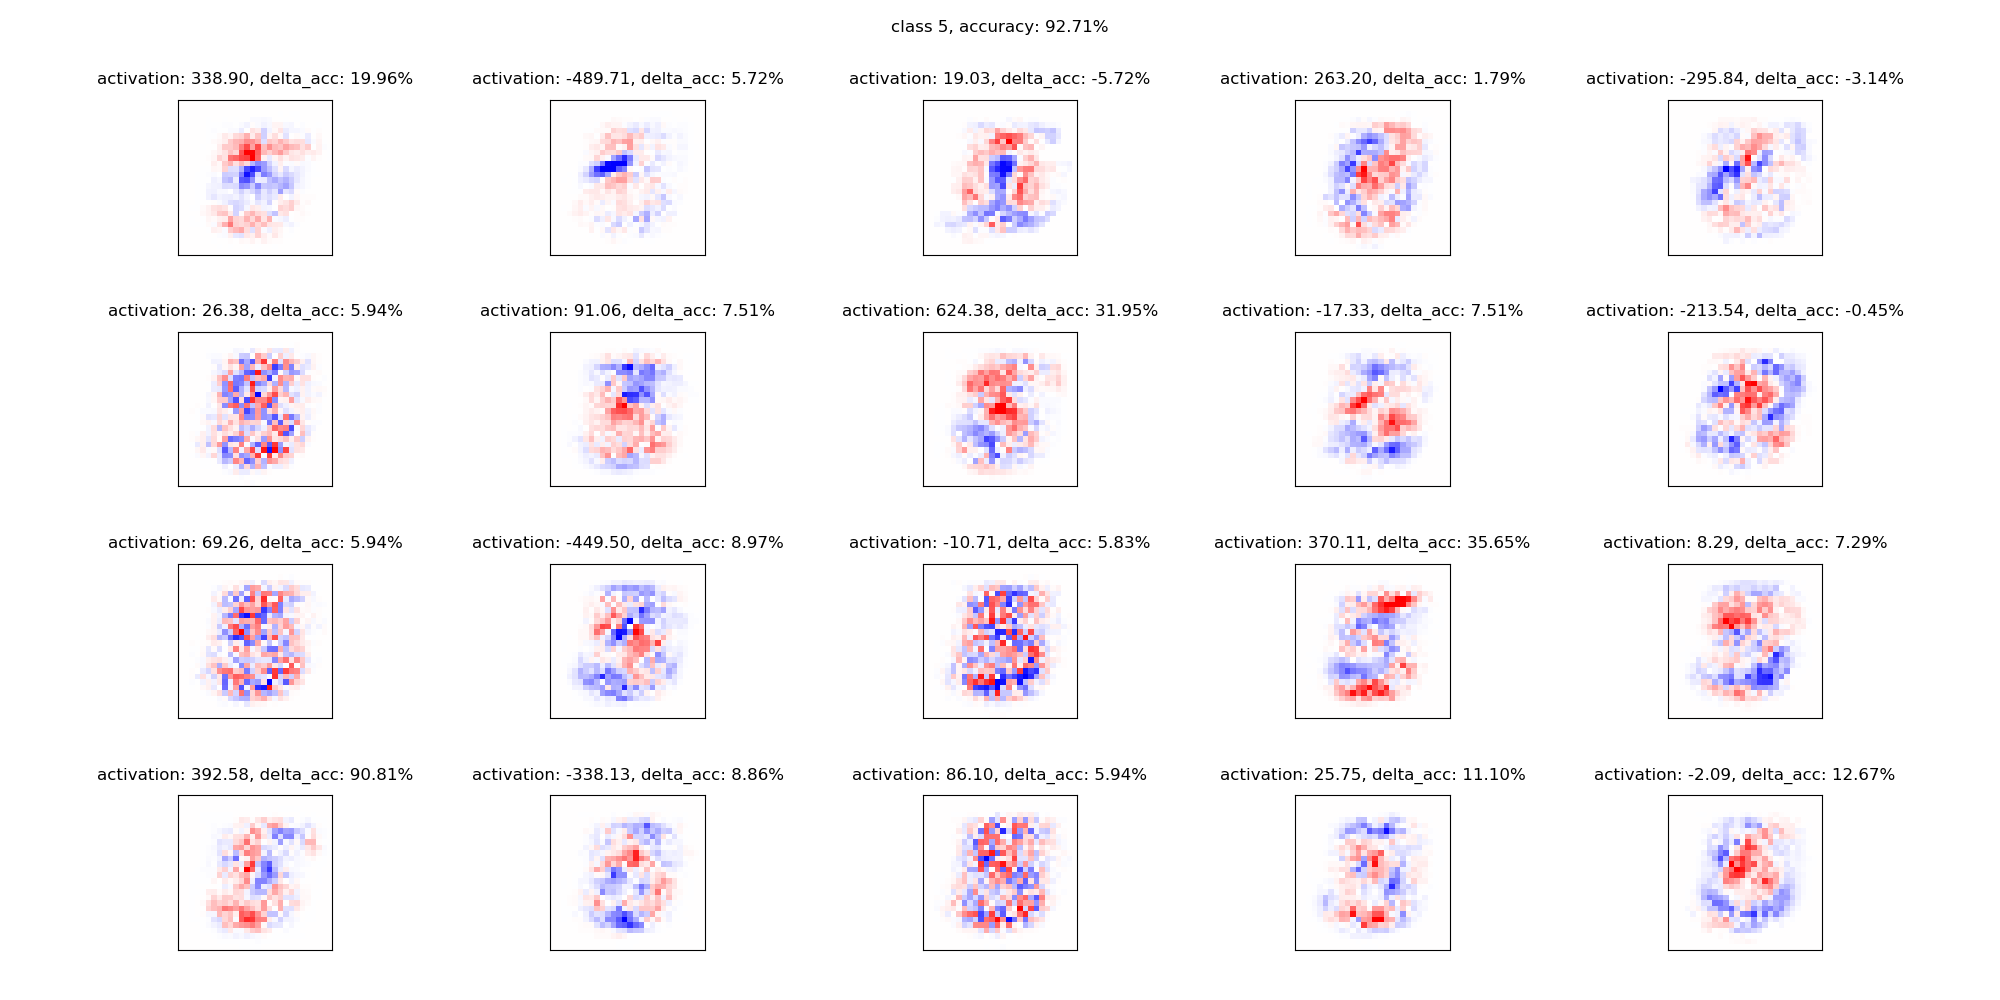 class 5, accuracy: 92.71%
activation: 338.90, delta_acc: 19.96%
activation: -489.71, delta_acc: 5.72%
activation: 19.03, delta_acc: -5.72%
activation: 263.20, delta_acc: 1.79%
activation: -295.84, delta_acc: -3.14%
activation: 26.38, delta_acc: 5.94%
activation: 91.06, delta_acc: 7.51%
activation: 624.38, delta_acc: 31.95%
activation: -17.33, delta_acc: 7.51%
activation: -213.54, delta_acc: -0.45%
activation: 69.26, delta_acc: 5.94%
activation: -449.50, delta_acc: 8.97%
activation: -10.71, delta_acc: 5.83%
activation: 370.11, delta_acc: 35.65%
activation: 8.29, delta_acc: 7.29%
activation: 392.58, delta_acc: 90.81%
activation: -338.13, delta_acc: 8.86%
activation: 86.10, delta_acc: 5.94%
activation: 25.75, delta_acc: 11.10%
activation: -2.09, delta_acc: 12.67%